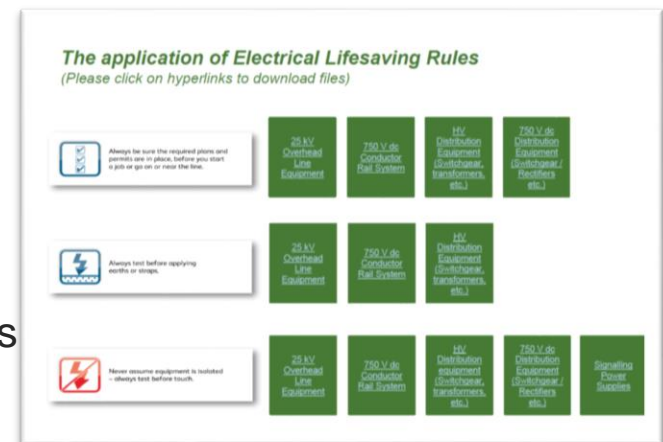 The application of Electrical Lifesaving Rules
(Please click on hyperlinks to download files)
Always be sure the required plans and
permits are in place, before you start
a job or go on or near the line.
25 kV
Overhead
Line
Equipment
750 V dc
Conductor
Rail System
HV
Distribution
Equipment
(Switchgear,
transformers,
etc.)
750 V dc
Distribution
Equipment
(Switchgear /
Rectifiers
etc.)
Always test before applying
earths or straps.
25 kV
Overhead
Line
Equipment
750 V dc
Conductor
Rail System
HV
Distribution
Equipment
(Switchgear,
transformers,
etc.)
s
Never assume equipment is isolated
– always test before touch.
25 kV
Overhead
Line
Equipment
750 V dc
Conductor
Rail System
HV
Distribution
equipment
(Switchgear,
transformers,
etc.)
750 V dc
Distribution
Equipment
(Switchgear /
Rectifiers
etc.)
Signalling
Power
Supplies